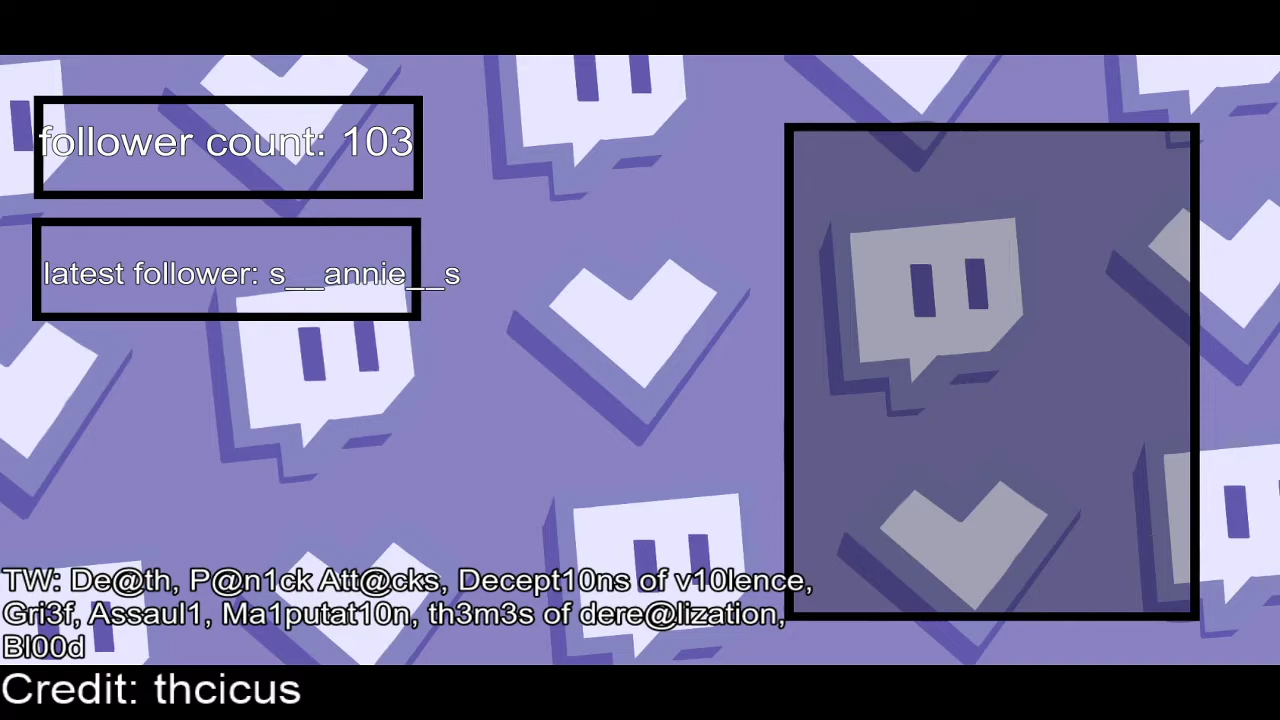 follower count: 103
latest follower: s__annie__s
TW: De@th, P@n1ck Att@cks, Decept10ns of v10lence,
Gri3f, Assaul1, Ma1putat10n, th3m3s of dere@lization,
Bl00d
Credit: thcicus